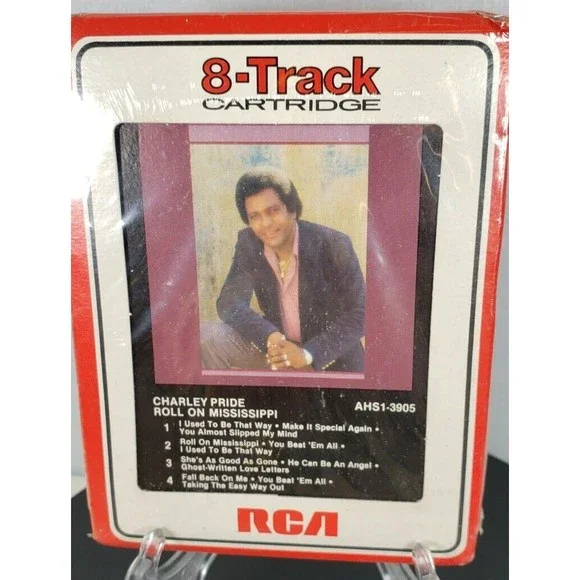 8-Track
CARTRIDGE
CHARLEY PRIDE
ROLL ON MISSISSIPPI
AHS1-3905
1 I Used To Be That Way • Make It Special Again •
You Almost Slipped My Mind
2 Roll On Mississippi • You Beat 'Em All •
I Used To Be That Way
3 She's As Good As Gone • He Can Be An Angel •
Ghost-Written Love Letters
4 Fall Back On Me • You Beat 'Em All •
Taking The Easy Way Out
RCA